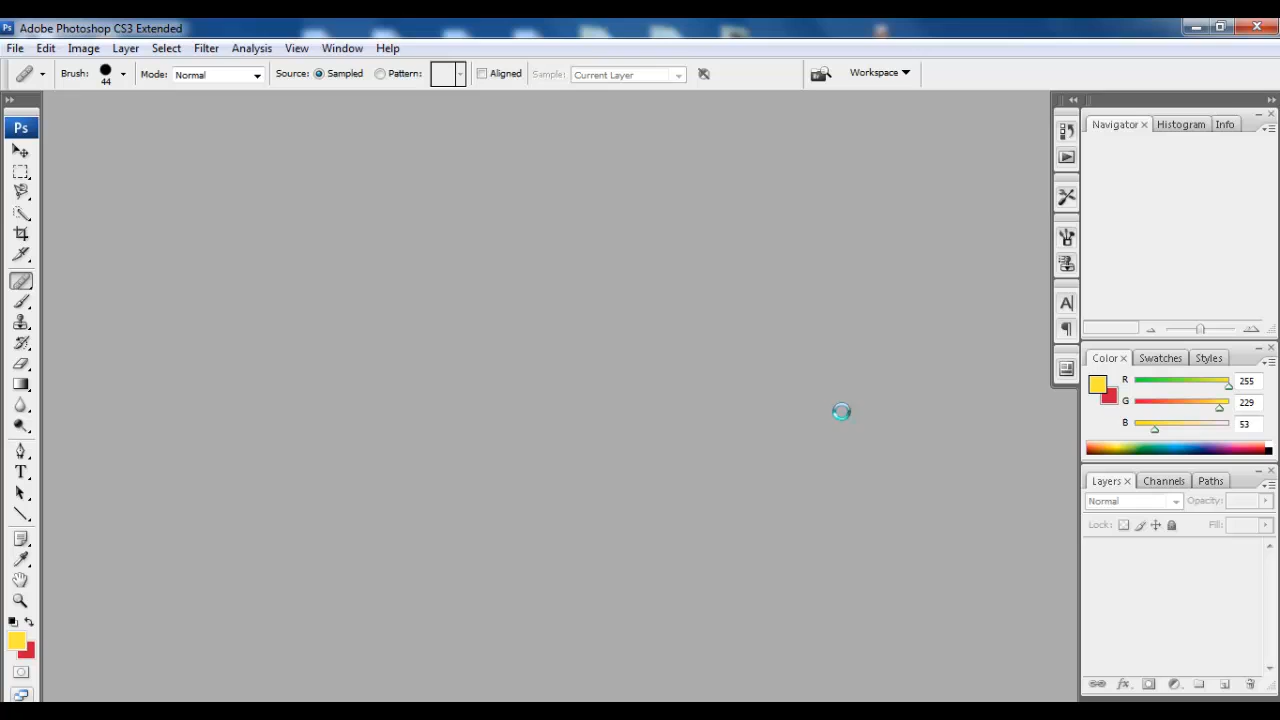 Ps Adobe Photoshop CS3 Extended
File Edit Image Layer Select Filter Analysis View Window Help
Brush: 44 Mode: Normal Source: Sampled Pattern: Aligned Sample: Current Layer Workspace
Ps
Navigator Histogram Info
Color Swatches Styles
R 255
G 229
B 53
Layers Channels Paths
Normal Opacity:
Lock: Fill: